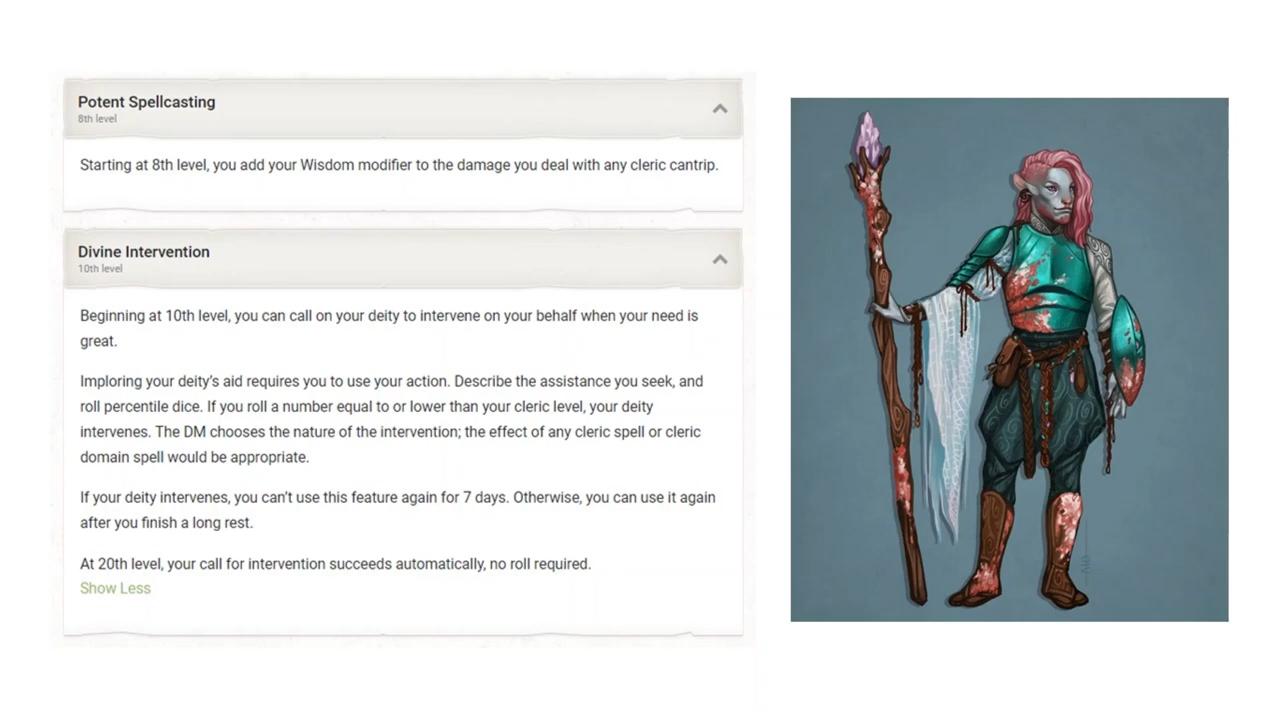 Potent Spellcasting
8th level
Starting at 8th level, you add your Wisdom modifier to the damage you deal with any cleric cantrip.
Divine Intervention
10th level
Beginning at 10th level, you can call on your deity to intervene on your behalf when your need is
great.
Imploring your deity’s aid requires you to use your action. Describe the assistance you seek, and
roll percentile dice. If you roll a number equal to or lower than your cleric level, your deity
intervenes. The DM chooses the nature of the intervention; the effect of any cleric spell or cleric
domain spell would be appropriate.
If your deity intervenes, you can’t use this feature again for 7 days. Otherwise, you can use it again
after you finish a long rest.
At 20th level, your call for intervention succeeds automatically, no roll required.
Show Less